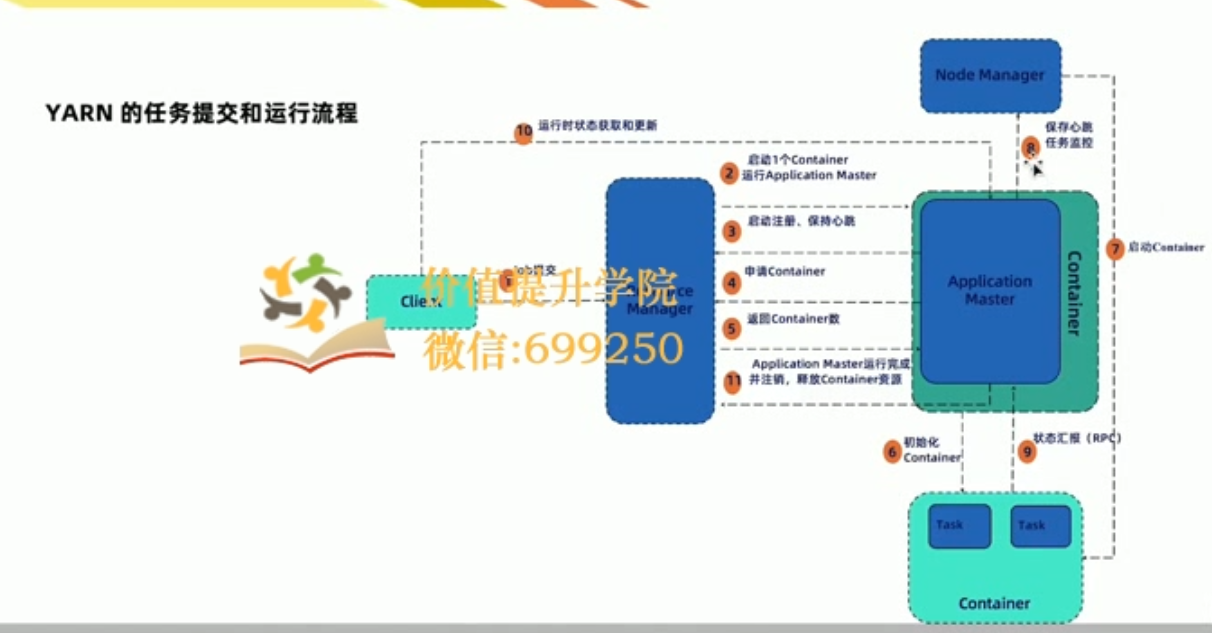 YARN 的任务提交和运行流程
Node Manager
10 运行时状态获取和更新
8 保存心跳
任务监控
2 启动1个Container
运行Application Master
3 启动注册、保持心跳
7 启动Container
4 申请Container
Application
Master
Container
Client
价值提升学院
Manager
5 返回Container数
微信:699250
11 Application Master运行完成
并注销，释放Container资源
6 初始化
Container
9 状态汇报（RPC）
Task
Task
Container